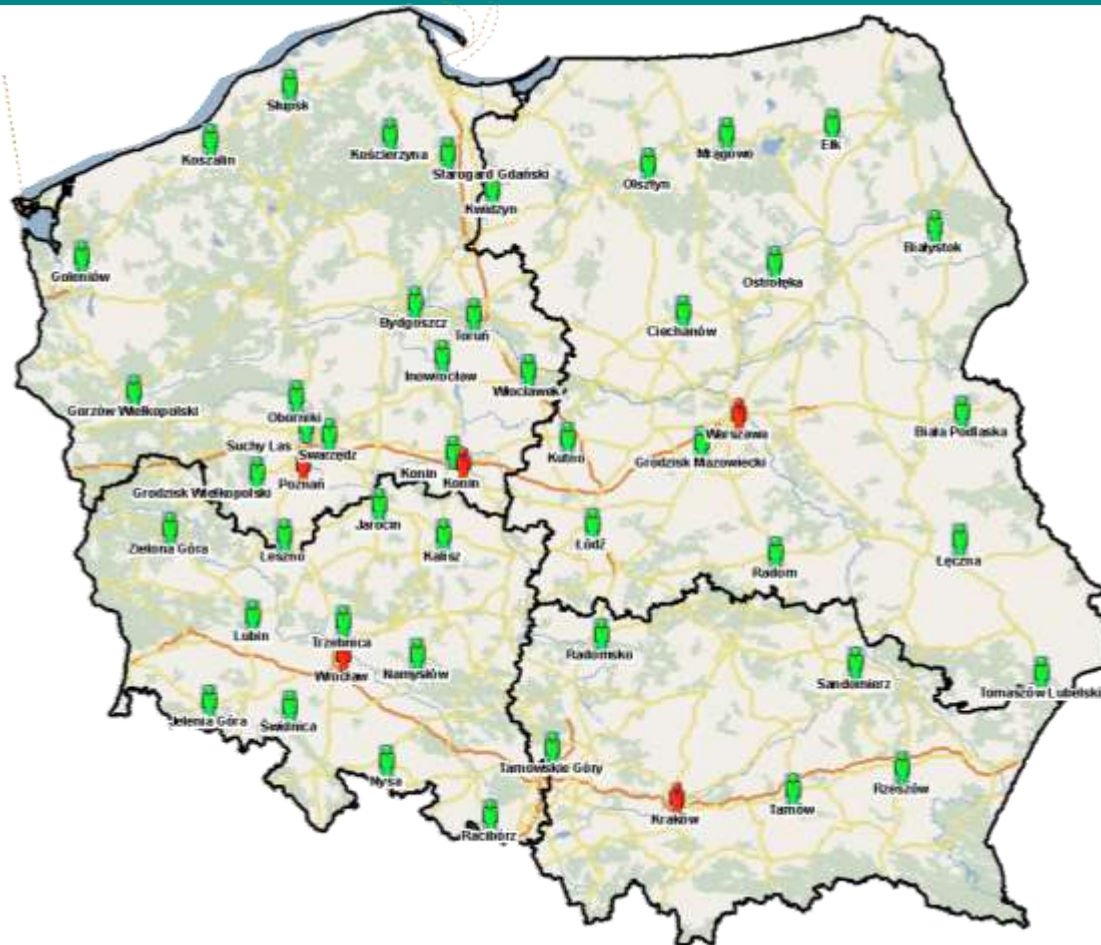 Słupsk
Koszalin
Kościerzyna
Starogard Gdański
Kwidzyn
Mrągowo
Ełk
Olsztyn
Białystok
Goleniów
Ostrołęka
Bydgoszcz
Toruń
Ciechanów
Inowrocław
Włocławek
Gorzów Wielkopolski
Oborniki
Suchy Las
Swarzędz
Warszawa
Biała Podlaska
Kutno
Grodzisk Mazowiecki
Konin
Konin
Grodzisk Wielkopolski
Poznań
Jarocin
Zielona Góra
Leszno
Kalisz
Łódź
Radom
Łęczna
Lubin
Trzebnica
Wrocław
Namysłów
Radomsko
Sandomierz
Tomaszów Lubelski
Jelenia Góra
Świdnica
Nysa
Tarnowskie Góry
Rzeszów
Kraków
Tarnów
Racibórz